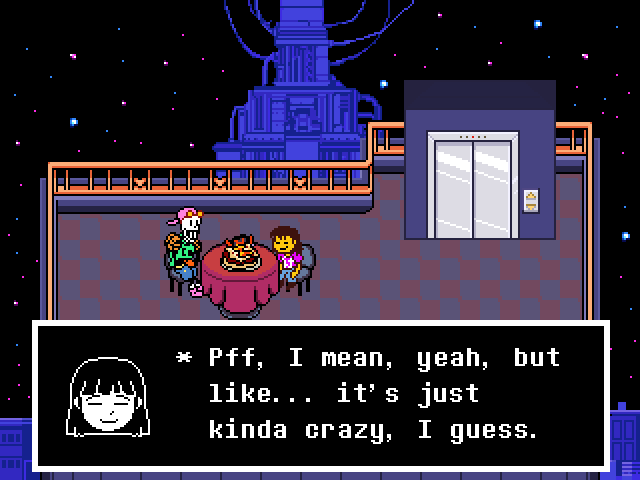 * Pff, I mean, yeah, but
like... it's just
kinda crazy, I guess.